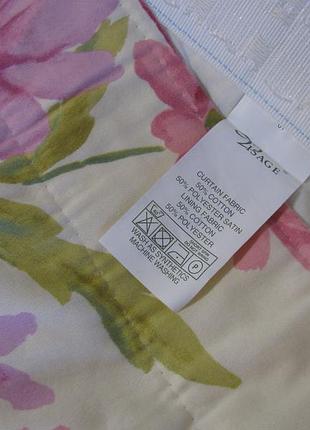 VISAGE
CURTAIN FABRIC
50% COTTON
50% POLYESTER SATIN
LINING FABRIC
50% COTTON
50% POLYESTER
P
WASH AS SYNTHETICS
MACHINE WASHING